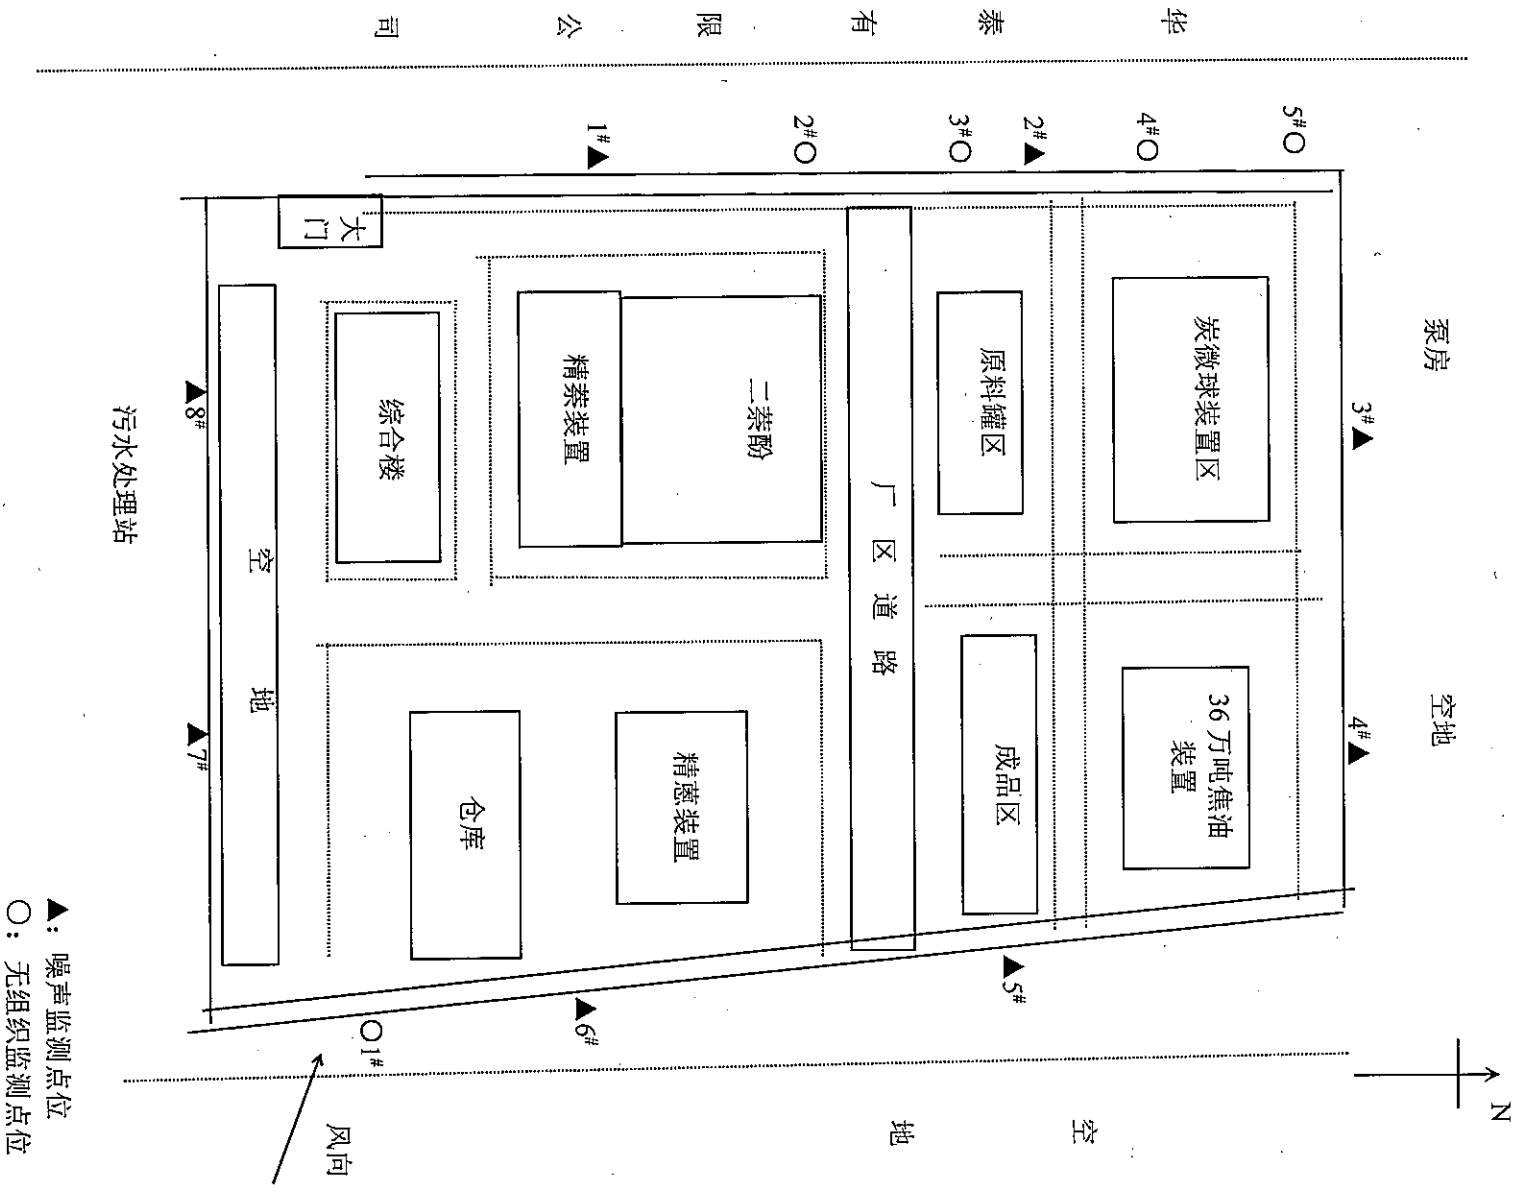 华泰有限公司
泵房
空地
5#
4#
2#
3#
2#
1#
3#
4#
炭微球装置区
36万吨焦油
装置
原料罐区
成品区
厂区道路
二萘酚
精萘装置
精蒽装置
综合楼
仓库
大
门
空地
5#
6#
1#
8#
7#
污水处理站
空地
风向
N
▲：噪声监测点位
○：无组织监测点位